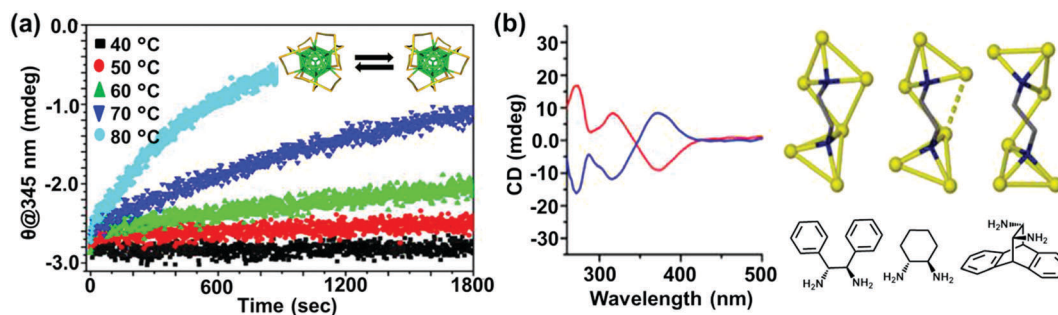 (a)
0.0
-1.0
-2.0
-3.0
θ@345 nm (mdeg)
40 °C
50 °C
60 °C
70 °C
80 °C
0 600 1200 1800
Time (sec)
(b)
30
20
10
0
-10
-20
-30
CD (mdeg)
300 400 500
Wavelength (nm)
NH₂
NH₂
NH₂
NH₂
H₂N
NH₂